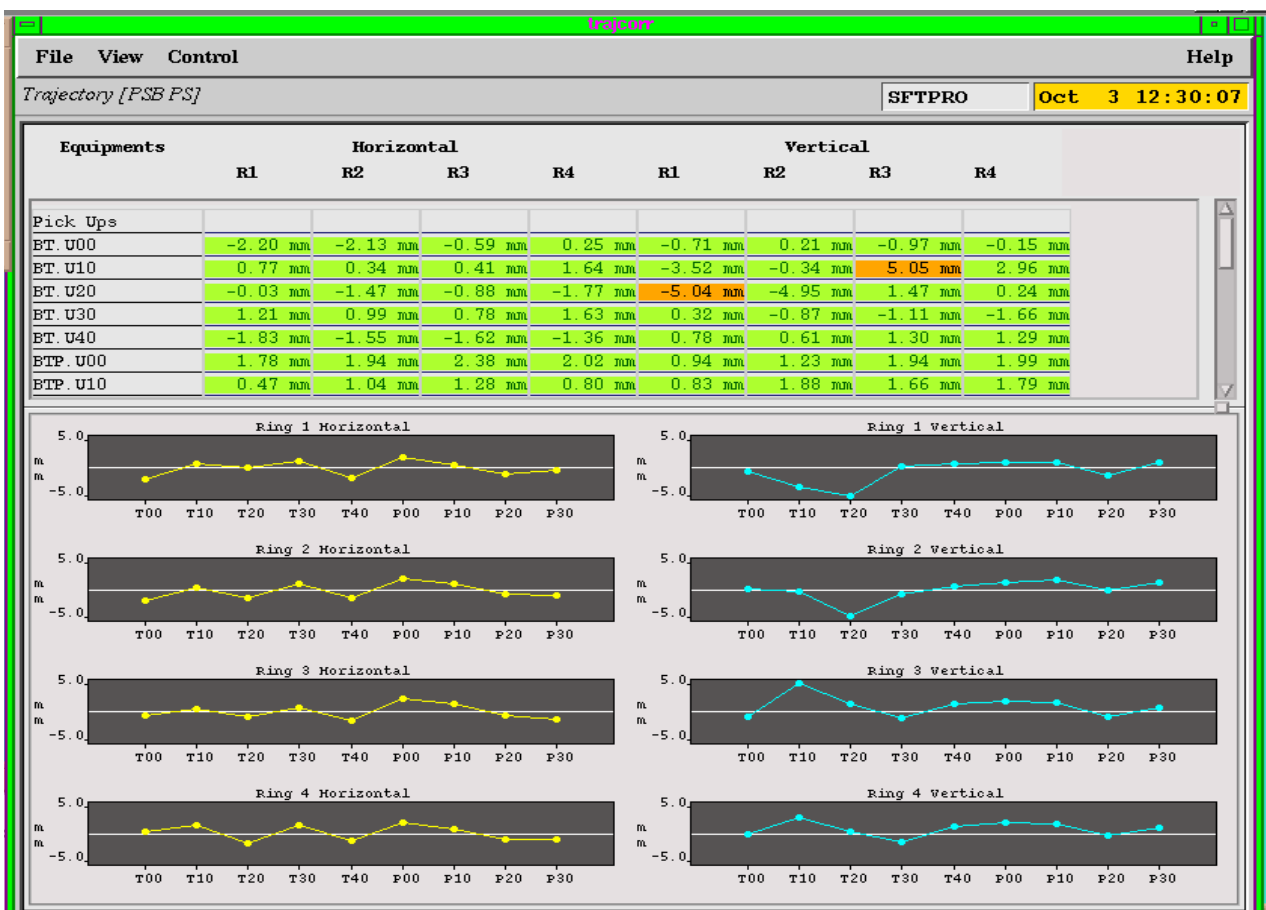 trajcorr
File View Control Help
Trajectory [PSB PS]
SFTPRO Oct 3 12:30:07
Equipments Horizontal Vertical
R1 R2 R3 R4 R1 R2 R3 R4
Pick Ups
BT.U00 -2.20 mm -2.13 mm -0.59 mm 0.25 mm -0.71 mm 0.21 mm -0.97 mm -0.15 mm
BT.U10 0.77 mm 0.34 mm 0.41 mm 1.64 mm -3.52 mm -0.34 mm 5.05 mm 2.96 mm
BT.U20 -0.03 mm -1.47 mm -0.88 mm -1.77 mm -5.04 mm -4.95 mm 1.47 mm 0.24 mm
BT.U30 1.21 mm 0.99 mm 0.78 mm 1.63 mm 0.32 mm -0.87 mm -1.11 mm -1.66 mm
BT.U40 -1.83 mm -1.55 mm -1.62 mm -1.36 mm 0.78 mm 0.61 mm 1.30 mm 1.29 mm
BTP.U00 1.78 mm 1.94 mm 2.38 mm 2.02 mm 0.94 mm 1.23 mm 1.94 mm 1.99 mm
BTP.U10 0.47 mm 1.04 mm 1.28 mm 0.80 mm 0.83 mm 1.88 mm 1.66 mm 1.79 mm
Ring 1 Horizontal Ring 1 Vertical
5.0 5.0
m m
m m
-5.0 -5.0
T00 T10 T20 T30 T40 P00 P10 P20 P30 T00 T10 T20 T30 T40 P00 P10 P20 P30
Ring 2 Horizontal Ring 2 Vertical
5.0 5.0
m m
m m
-5.0 -5.0
T00 T10 T20 T30 T40 P00 P10 P20 P30 T00 T10 T20 T30 T40 P00 P10 P20 P30
Ring 3 Horizontal Ring 3 Vertical
5.0 5.0
m m
m m
-5.0 -5.0
T00 T10 T20 T30 T40 P00 P10 P20 P30 T00 T10 T20 T30 T40 P00 P10 P20 P30
Ring 4 Horizontal Ring 4 Vertical
5.0 5.0
m m
m m
-5.0 -5.0
T00 T10 T20 T30 T40 P00 P10 P20 P30 T00 T10 T20 T30 T40 P00 P10 P20 P30